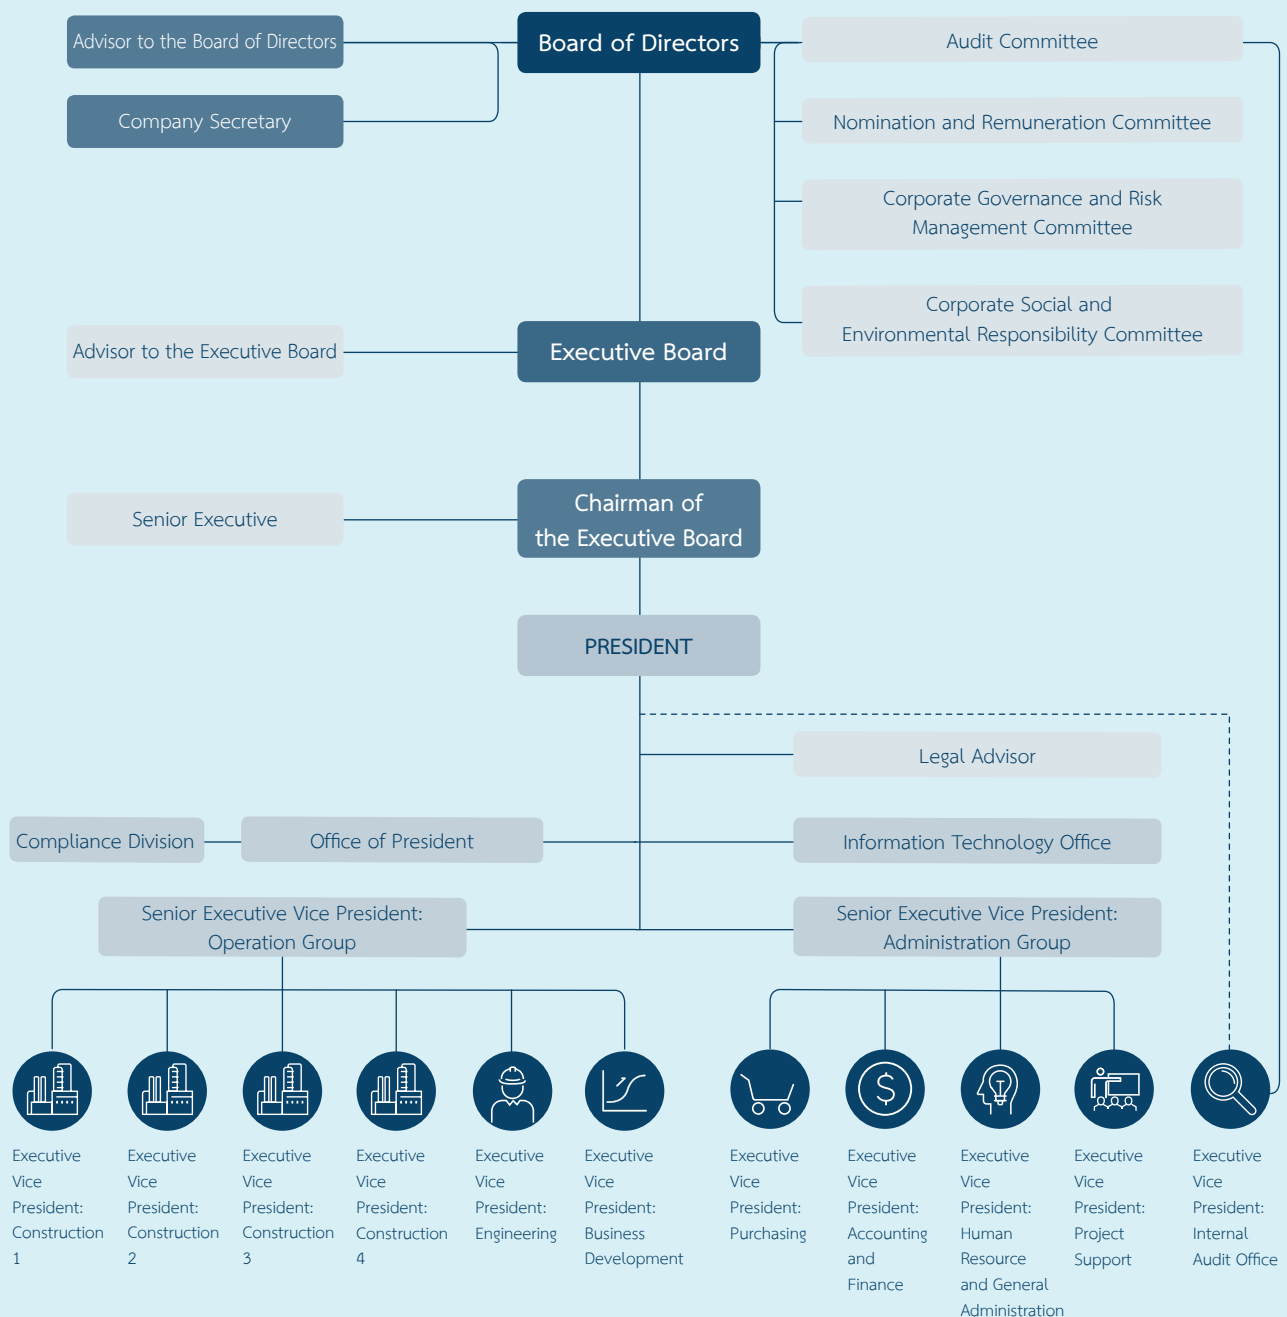 Advisor to the Board of Directors
Board of Directors
Audit Committee
Company Secretary
Nomination and Remuneration Committee
Corporate Governance and Risk
Management Committee
Corporate Social and
Environmental Responsibility Committee
Advisor to the Executive Board
Executive Board
Senior Executive
Chairman of
the Executive Board
PRESIDENT
Legal Advisor
Compliance Division
Office of President
Information Technology Office
Senior Executive Vice President:
Operation Group
Senior Executive Vice President:
Administration Group
$
Executive
Vice
President:
Construction
1
Executive
Vice
President:
Construction
2
Executive
Vice
President:
Construction
3
Executive
Vice
President:
Construction
4
Executive
Vice
President:
Engineering
Executive
Vice
President:
Business
Development
Executive
Vice
President:
Purchasing
Executive
Vice
President:
Accounting
and
Finance
Executive
Vice
President:
Human
Resource
and General
Administration
Executive
Vice
President:
Project
Support
Executive
Vice
President:
Internal
Audit Office